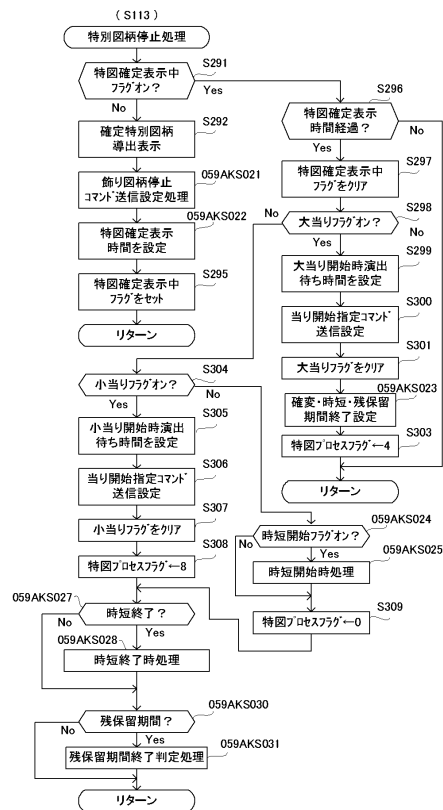 (S113)
特別図柄停止処理
S291
特図確定表示中
フラグオン？
Yes
No
S292
確定特別図柄
導出表示
059AKS021
飾り図柄停止
コマンド送信設定処理
059AKS022
特図確定表示
時間を設定
S295
特図確定表示中
フラグをセット
リターン
S296
特図確定表示
時間経過？
No
Yes
S297
特図確定表示中
フラグをクリア
S298
大当りフラグオン？
No
No
Yes
S299
大当り開始時演出
待ち時間を設定
S300
当り開始指定コマンド
送信設定
S301
大当りフラグをクリア
059AKS023
確変・時短・残保留
期間終了設定
S303
特図プロセスフラグ←4
リターン
S304
小当りフラグオン？
No
Yes
S305
小当り開始時演出
待ち時間を設定
S306
当り開始指定コマンド
送信設定
S307
小当りフラグをクリア
S308
特図プロセスフラグ←8
059AKS024
時短開始フラグオン？
No
Yes
059AKS025
時短開始時処理
S309
特図プロセスフラグ←0
059AKS027
時短終了？
No
Yes
059AKS028
時短終了時処理
059AKS030
残保留期間？
No
Yes
059AKS031
残保留期間終了判定処理
リターン